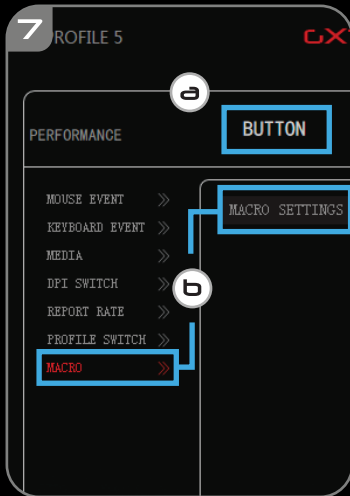 7
PROFILE 5
GX
a
PERFORMANCE
BUTTON
MOUSE EVENT »
KEYBOARD EVENT »
MEDIA »
DPI SWITCH »
REPORT RATE »
PROFILE SWITCH »
MACRO »
MACRO SETTINGS
b